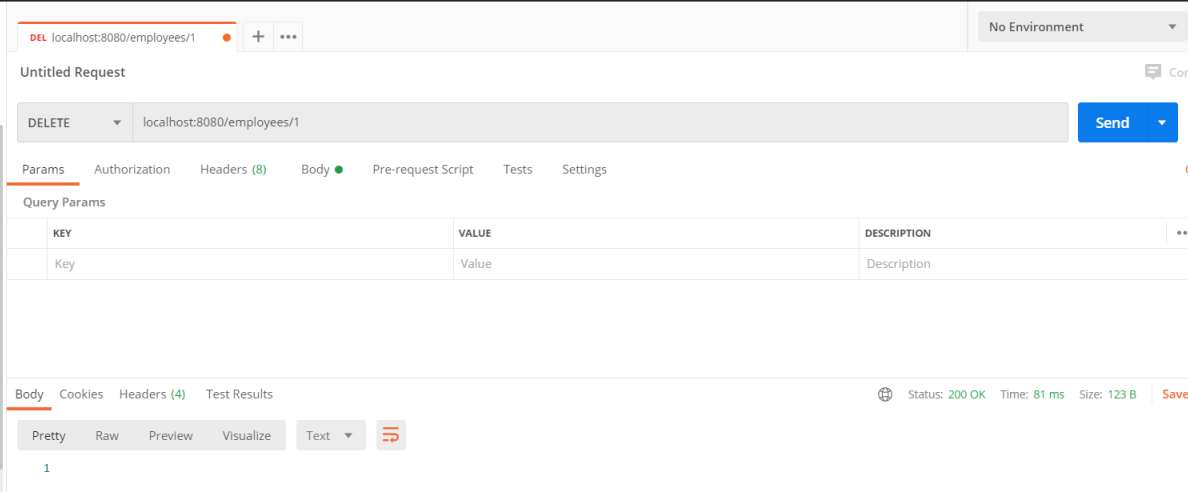 DEL localhost:8080/employees/1
No Environment
Untitled Request
DELETE localhost:8080/employees/1 Send
Params Authorization Headers (8) Body Pre-request Script Tests Settings
Query Params
KEY VALUE DESCRIPTION
Key Value Description
Body Cookies Headers (4) Test Results Status: 200 OK Time: 81 ms Size: 123 B Save
Pretty Raw Preview Visualize Text
1